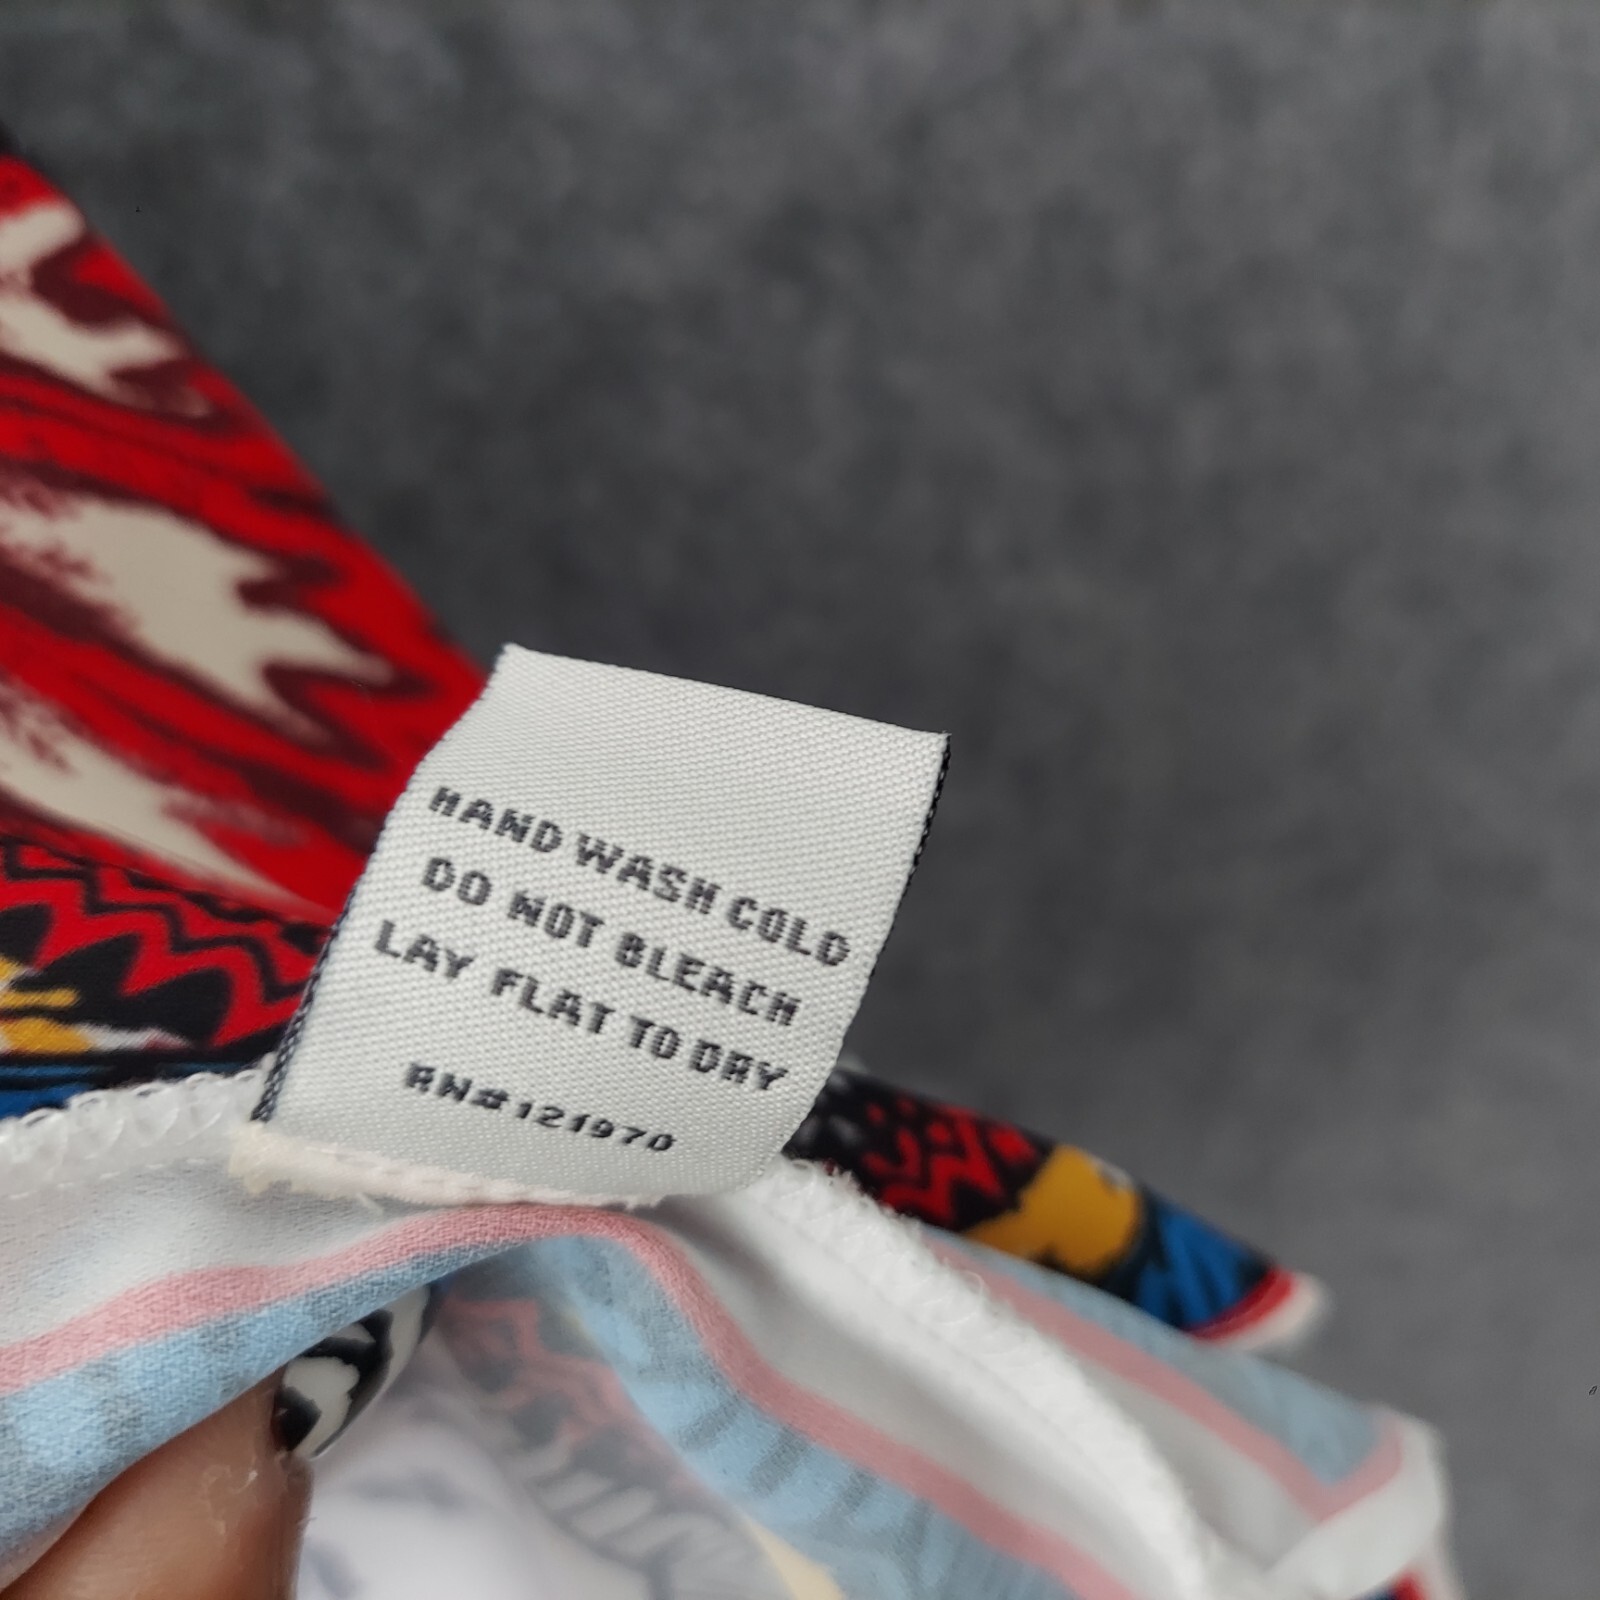 HAND WASH COLD
DO NOT BLEACH
LAY FLAT TO DRY
RN#121970